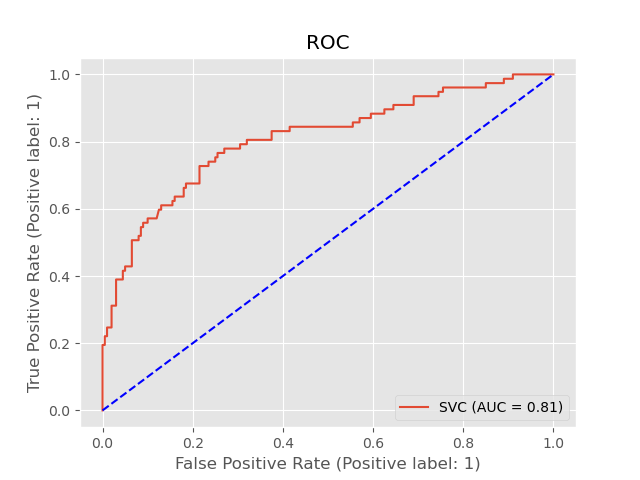 ROC
True Positive Rate (Positive label: 1)
1.0
0.8
0.6
0.4
0.2
0.0
SVC (AUC = 0.81)
0.0 0.2 0.4 0.6 0.8 1.0
False Positive Rate (Positive label: 1)